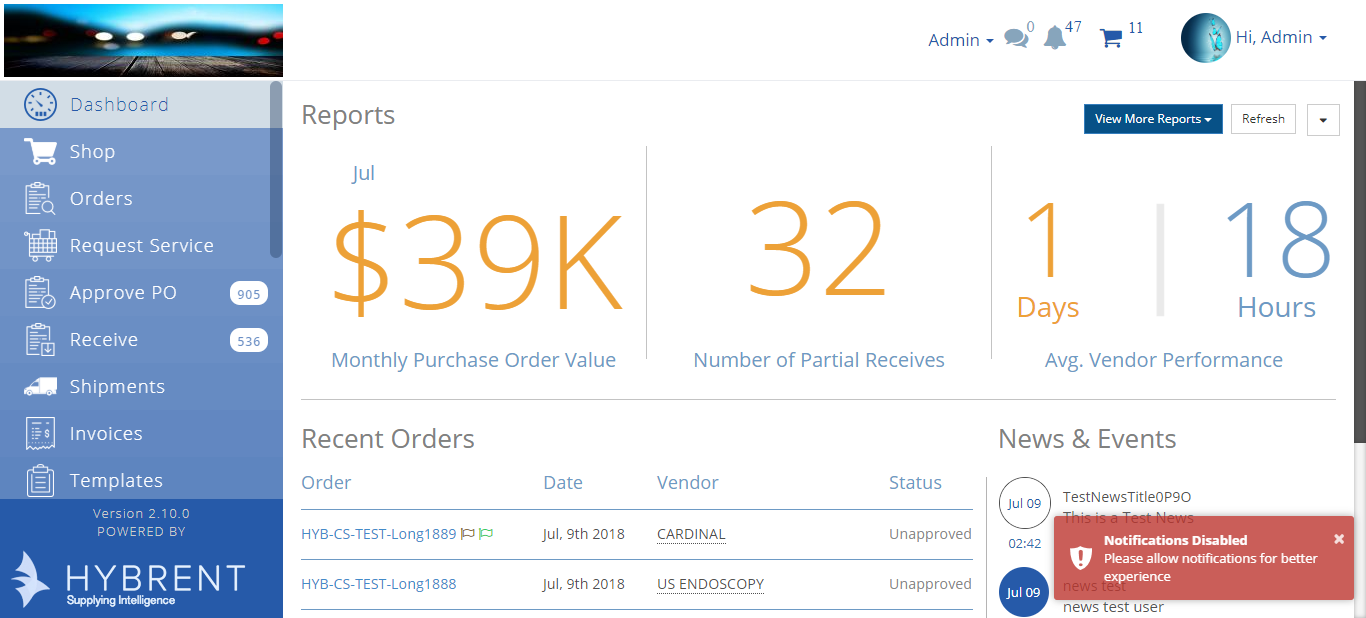 Admin
0
47
11
Hi, Admin
Dashboard
Shop
Orders
Request Service
Approve PO 905
Receive 536
Shipments
Invoices
Templates
Version 2.10.0
POWERED BY
HYBRENT
Supplying Intelligence
Reports
View More Reports
Refresh
Jul
$39K
Monthly Purchase Order Value
32
Number of Partial Receives
1 18
Days Hours
Avg. Vendor Performance
Recent Orders
Order Date Vendor Status
HYB-CS-TEST-Long1889 Jul, 9th 2018 CARDINAL Unapproved
HYB-CS-TEST-Long1888 Jul, 9th 2018 US ENDOSCOPY Unapproved
News & Events
Jul 09
02:42
TestNewsTitle0P9O
This is a Test News
Jul 09
news test
news test user
Notifications Disabled
Please allow notifications for better
experience
×